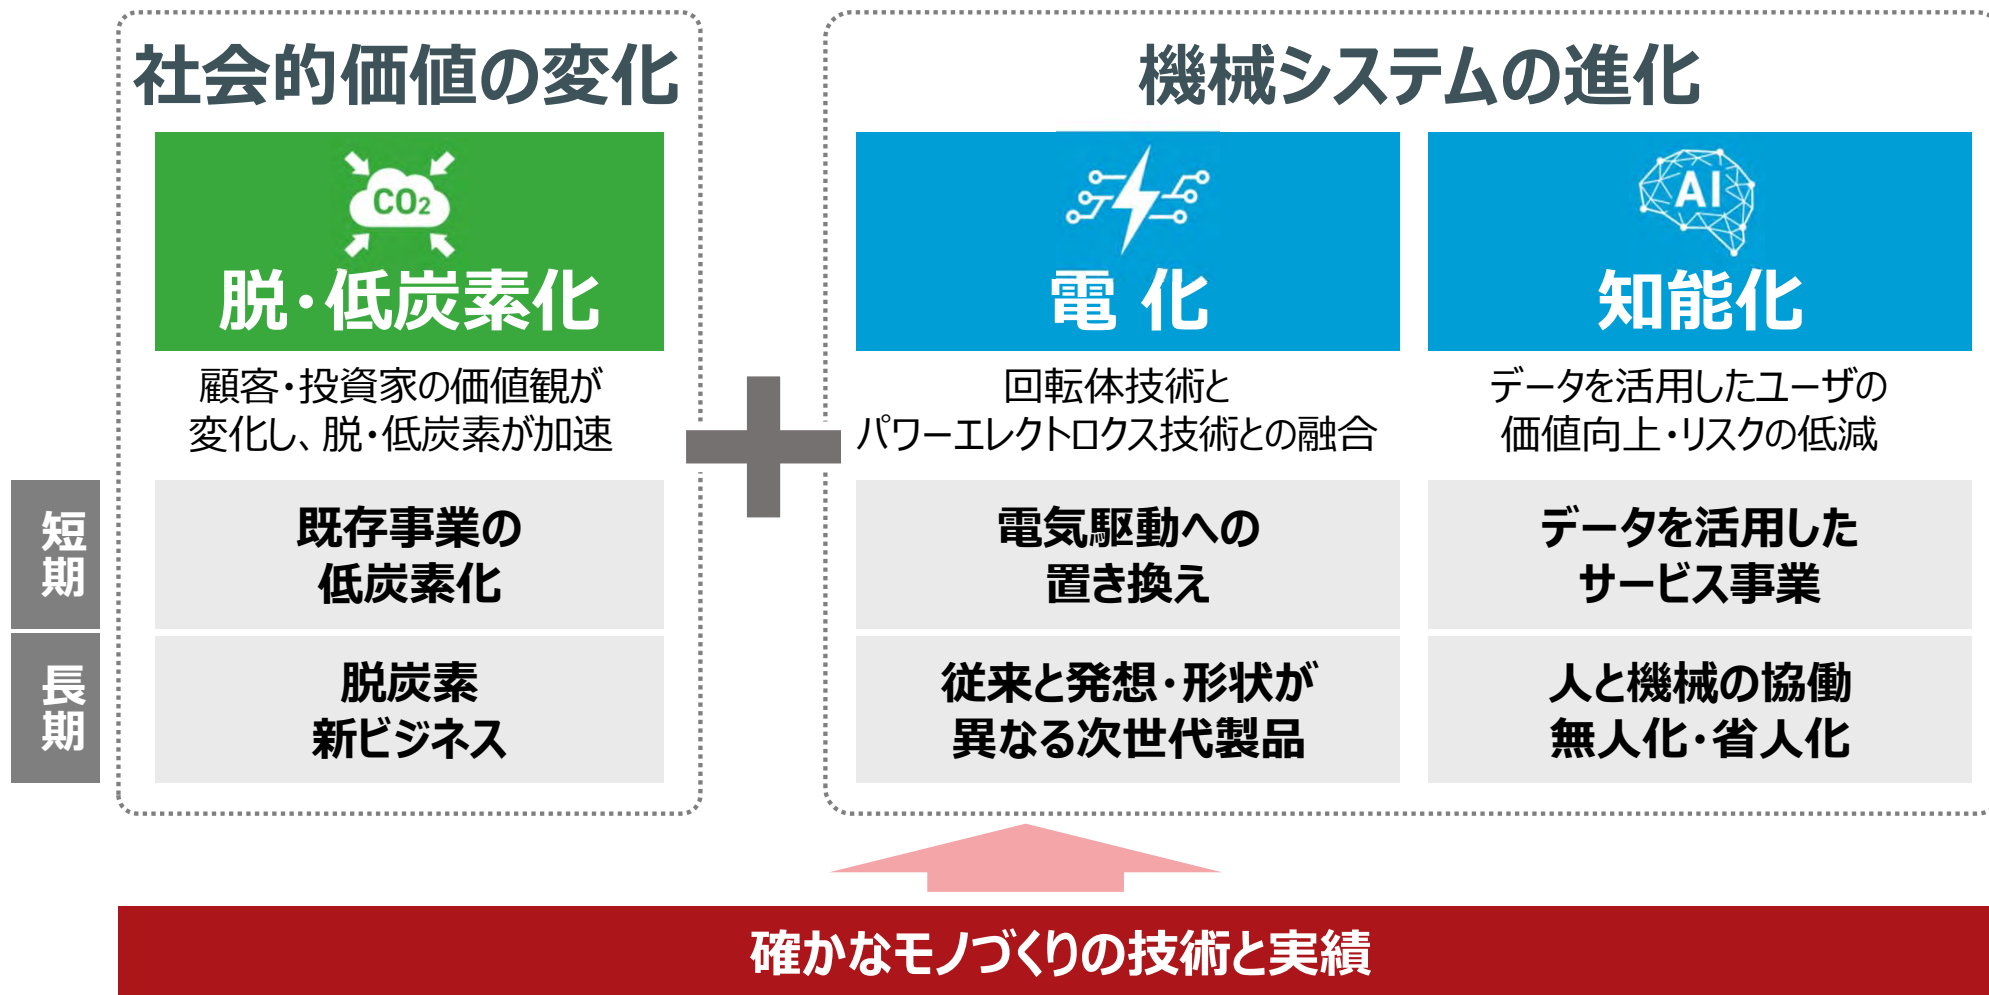 社会的価値の変化
CO₂
脱・低炭素化
顧客・投資家の価値観が
変化し、脱・低炭素が加速
機械システムの進化
電 化
回転体技術と
パワーエレクトロクス技術との融合
AI
知能化
データを活用したユーザの
価値向上・リスクの低減
短期
既存事業の
低炭素化
電気駆動への
置き換え
データを活用した
サービス事業
長期
脱炭素
新ビジネス
従来と発想・形状が
異なる次世代製品
人と機械の協働
無人化・省人化
確かなモノづくりの技術と実績